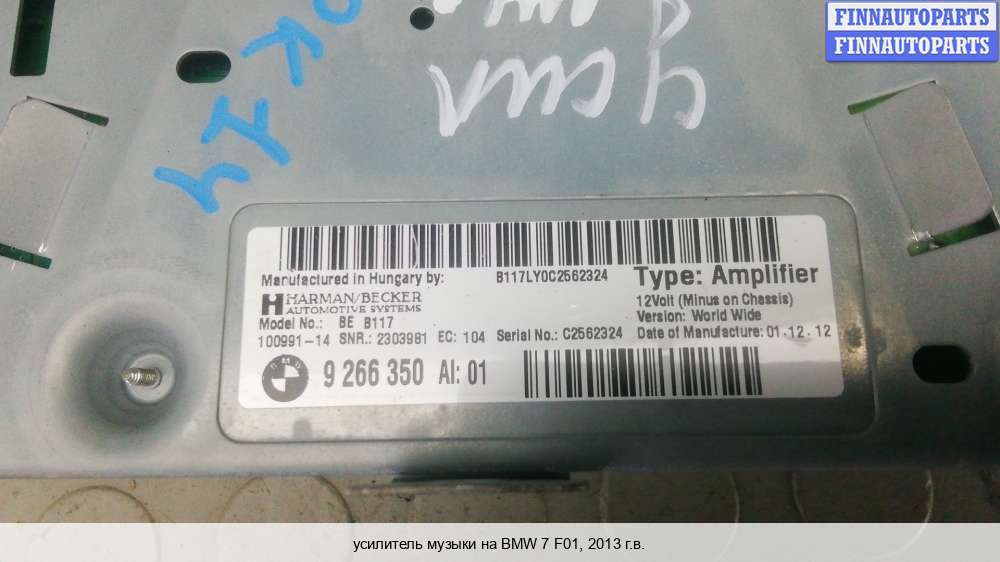 FINNAUTOPARTS
FINNAUTOPARTS
Усил
B117LY0C2562324
Type: Amplifier
Manufactured in Hungary by:
HARMAN/BECKER
AUTOMOTIVE SYSTEMS
12Volt (Minus on Chassis)
Version: World Wide
Model No.: BE B117
100991-14 SNR.: 2303981 EC: 104 Serial No.: C2562324 Date of Manufacture: 01.12.12
BMW
9 266 350 AI: 01
усилитель музыки на BMW 7 F01, 2013 г.в.